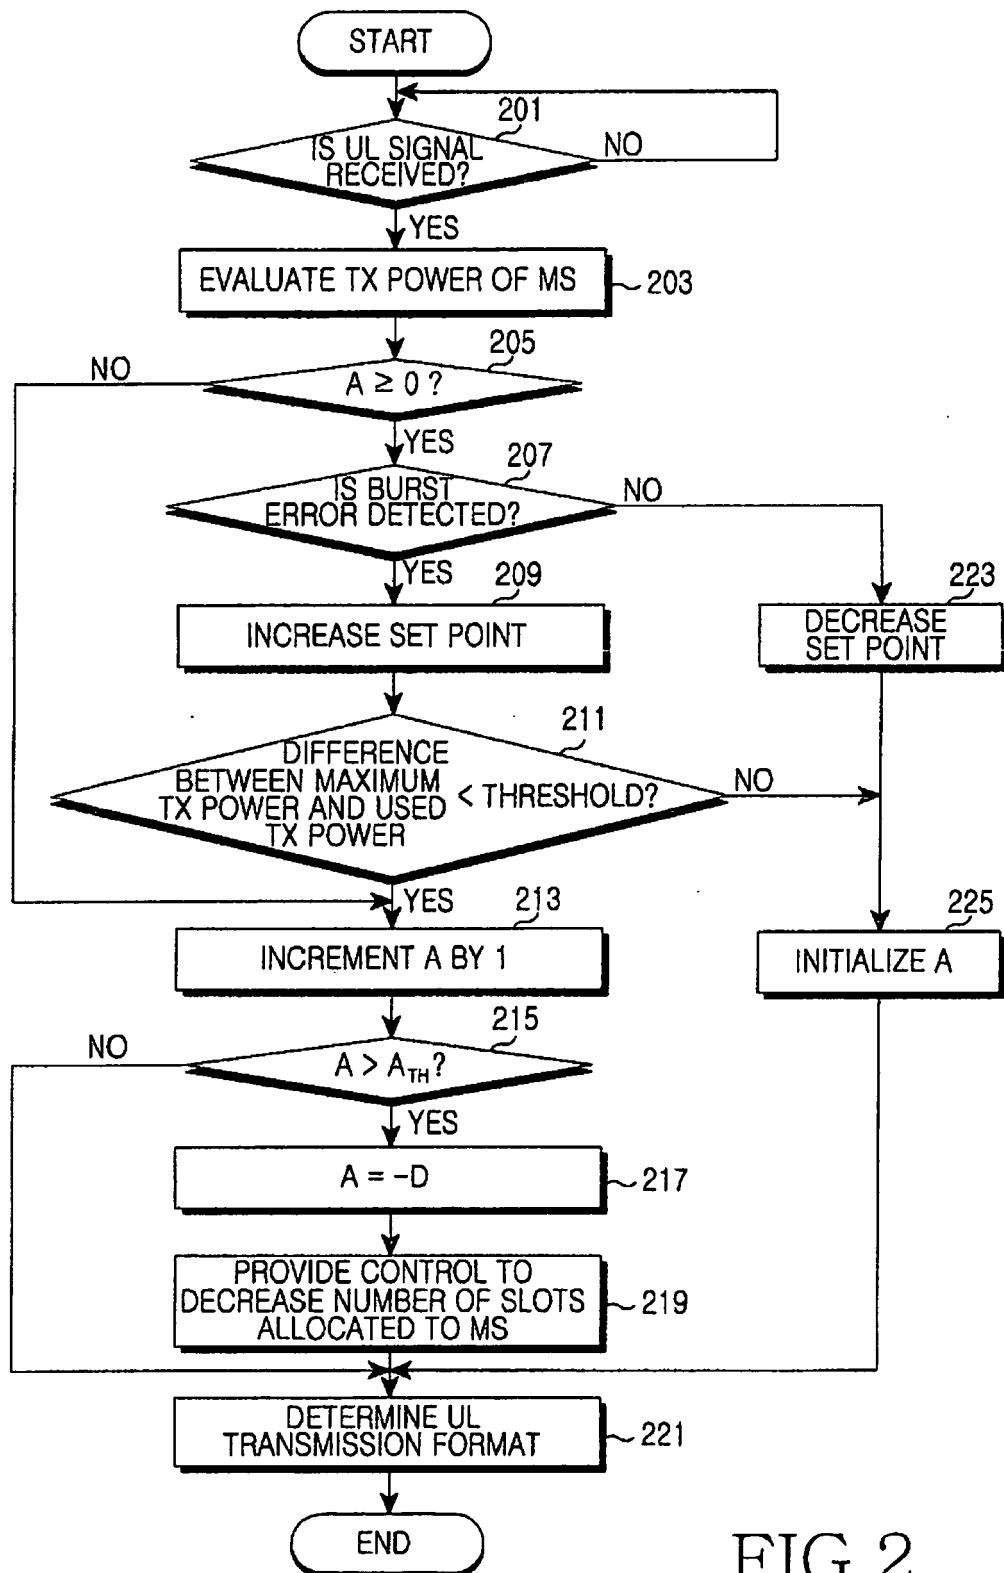 START
201
IS UL SIGNAL
RECEIVED?
NO
YES
EVALUATE TX POWER OF MS
203
205
NO
A ≥ 0 ?
YES
207
IS BURST
ERROR DETECTED?
NO
YES
209
INCREASE SET POINT
223
DECREASE
SET POINT
211
DIFFERENCE
BETWEEN MAXIMUM
TX POWER AND USED
TX POWER
< THRESHOLD?
NO
YES
213
INCREMENT A BY 1
225
INITIALIZE A
215
NO
A > A_TH?
YES
A = –D
217
PROVIDE CONTROL TO
DECREASE NUMBER OF SLOTS
ALLOCATED TO MS
219
DETERMINE UL
TRANSMISSION FORMAT
221
END
FIG.2